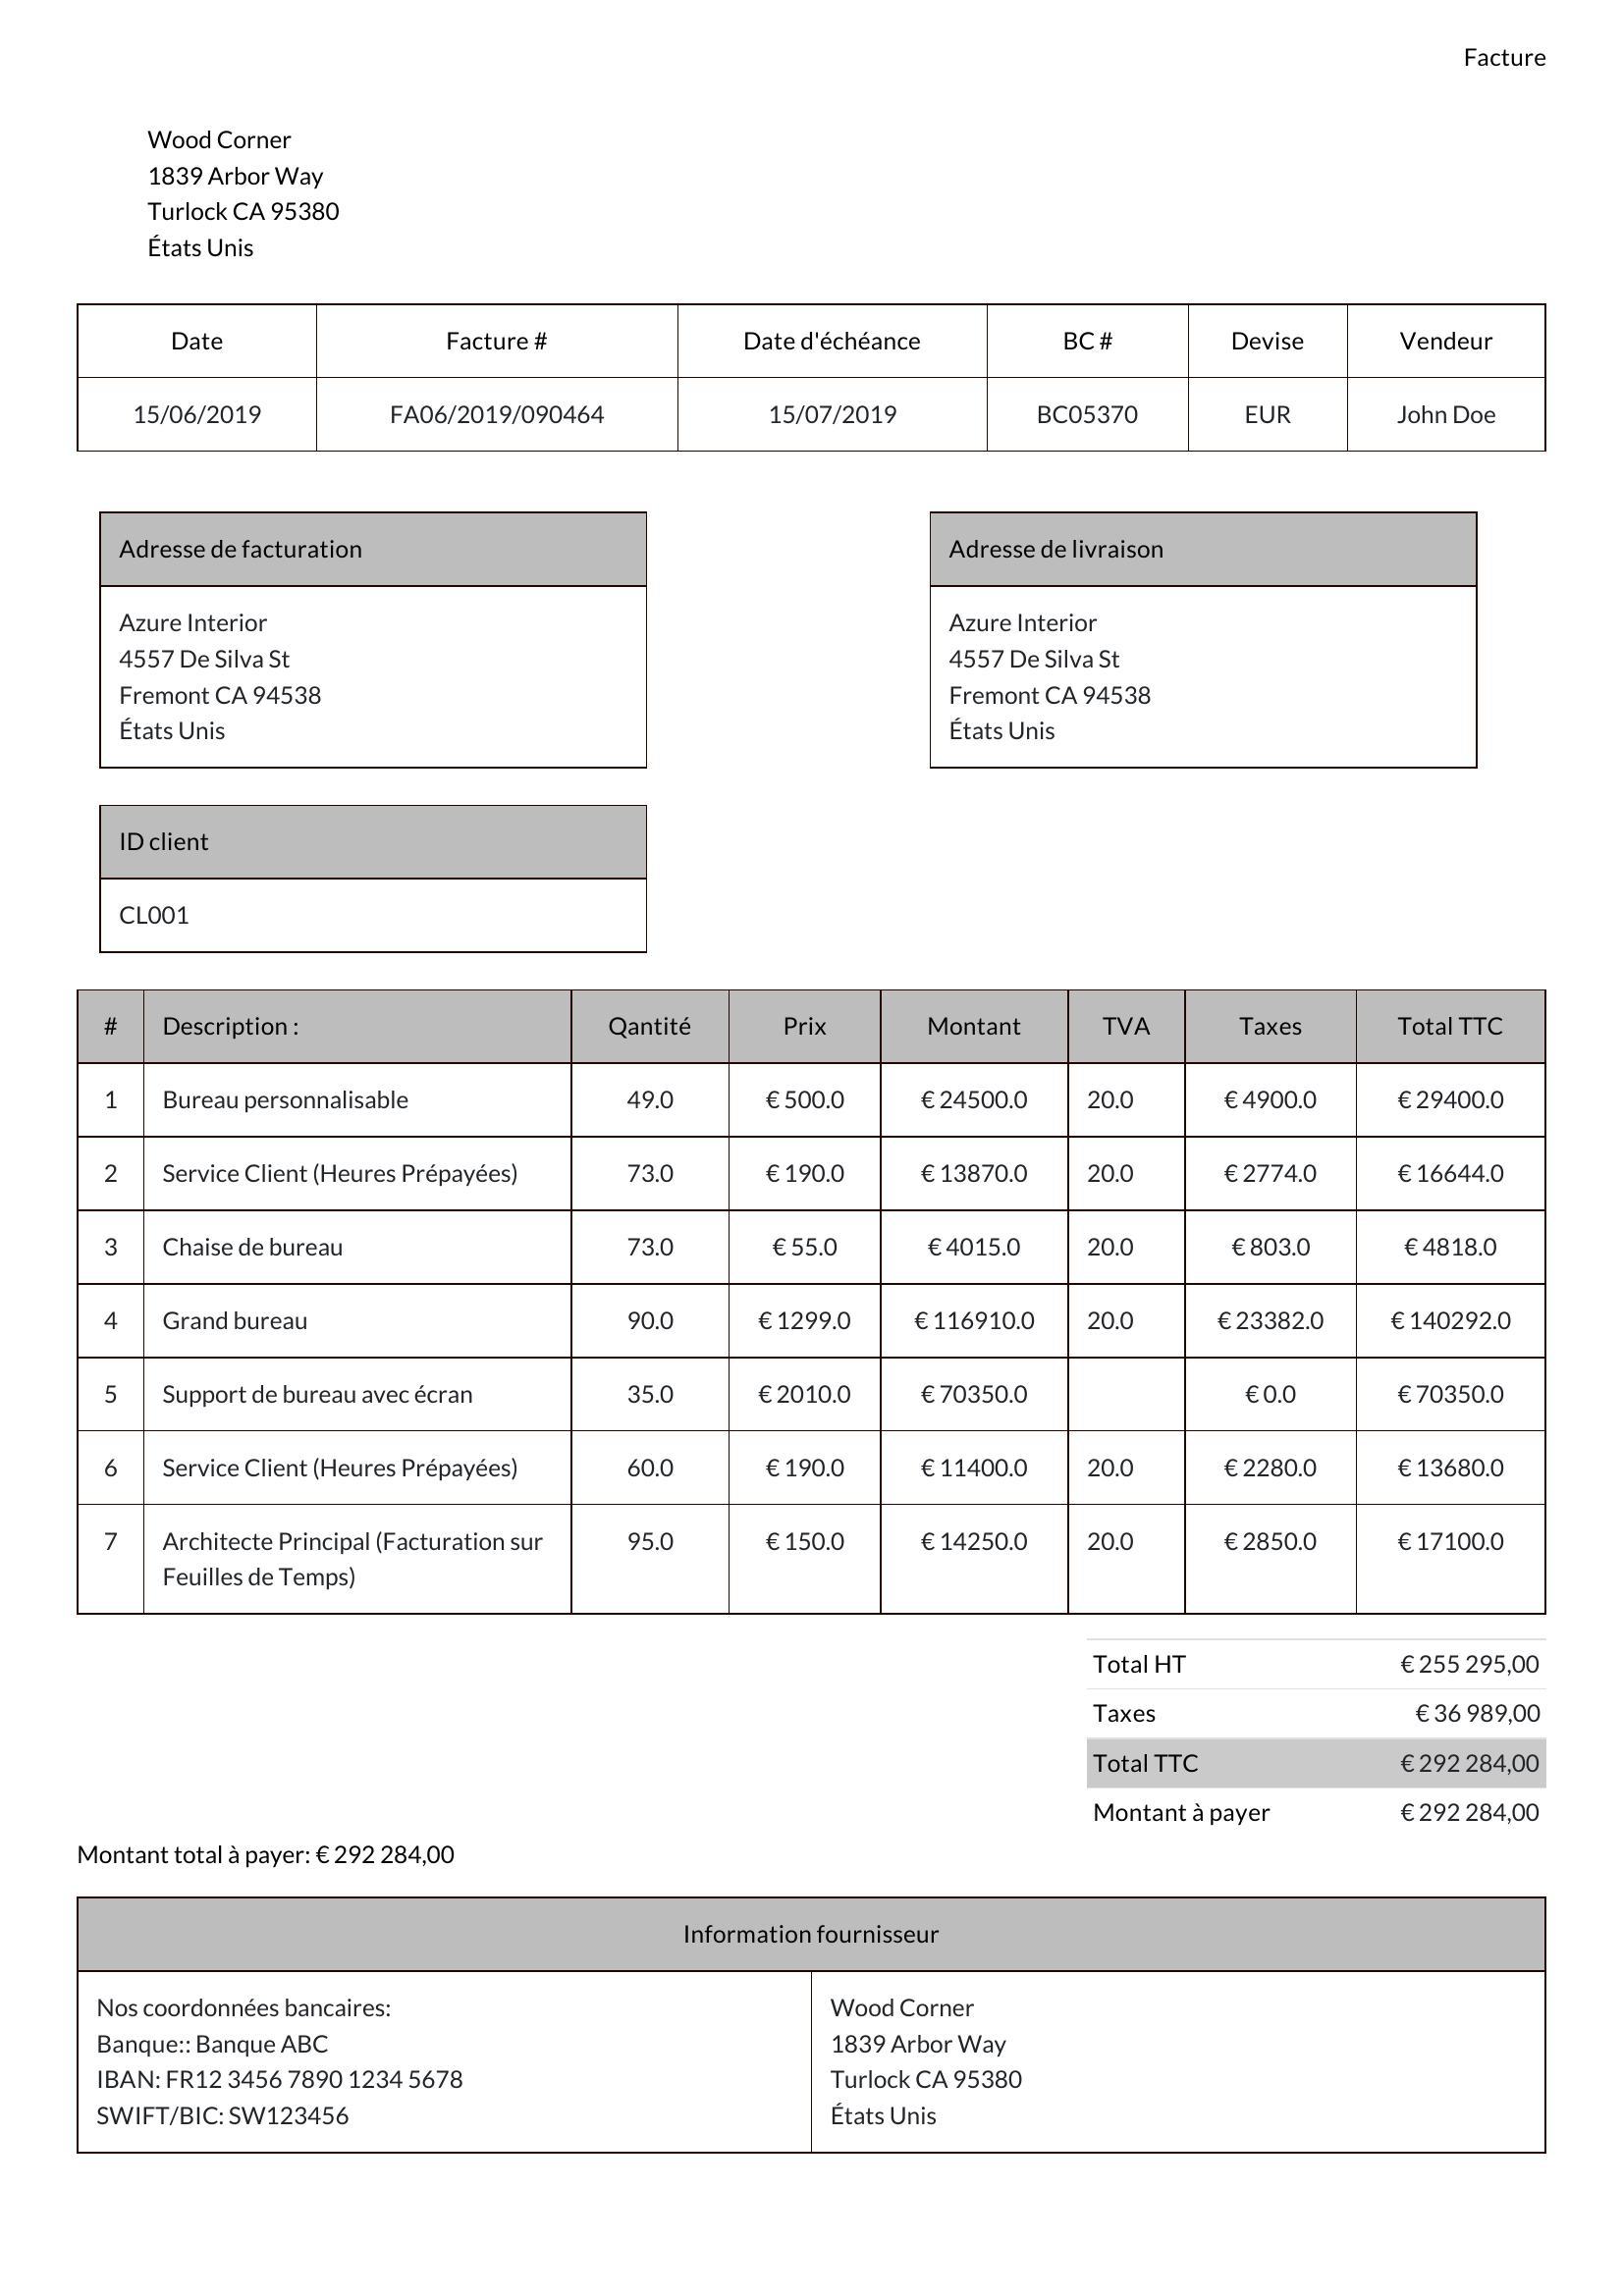 Facture
Wood Corner
1839 Arbor Way
Turlock CA 95380
États Unis
Date Facture # Date d'échéance BC # Devise Vendeur
15/06/2019 FA06/2019/090464 15/07/2019 BC05370 EUR John Doe
Adresse de facturation
Azure Interior
4557 De Silva St
Fremont CA 94538
États Unis
Adresse de livraison
Azure Interior
4557 De Silva St
Fremont CA 94538
États Unis
ID client
CL001
# Description : Qantité Prix Montant TVA Taxes Total TTC
1 Bureau personnalisable 49.0 € 500.0 € 24500.0 20.0 € 4900.0 € 29400.0
2 Service Client (Heures Prépayées) 73.0 € 190.0 € 13870.0 20.0 € 2774.0 € 16644.0
3 Chaise de bureau 73.0 € 55.0 € 4015.0 20.0 € 803.0 € 4818.0
4 Grand bureau 90.0 € 1299.0 € 116910.0 20.0 € 23382.0 € 140292.0
5 Support de bureau avec écran 35.0 € 2010.0 € 70350.0 € 0.0 € 70350.0
6 Service Client (Heures Prépayées) 60.0 € 190.0 € 11400.0 20.0 € 2280.0 € 13680.0
7 Architecte Principal (Facturation sur 95.0 € 150.0 € 14250.0 20.0 € 2850.0 € 17100.0
Feuilles de Temps)
Total HT € 255 295,00
Taxes € 36 989,00
Total TTC € 292 284,00
Montant à payer € 292 284,00
Montant total à payer: € 292 284,00
Information fournisseur
Nos coordonnées bancaires:
Banque:: Banque ABC
IBAN: FR12 3456 7890 1234 5678
SWIFT/BIC: SW123456
Wood Corner
1839 Arbor Way
Turlock CA 95380
États Unis